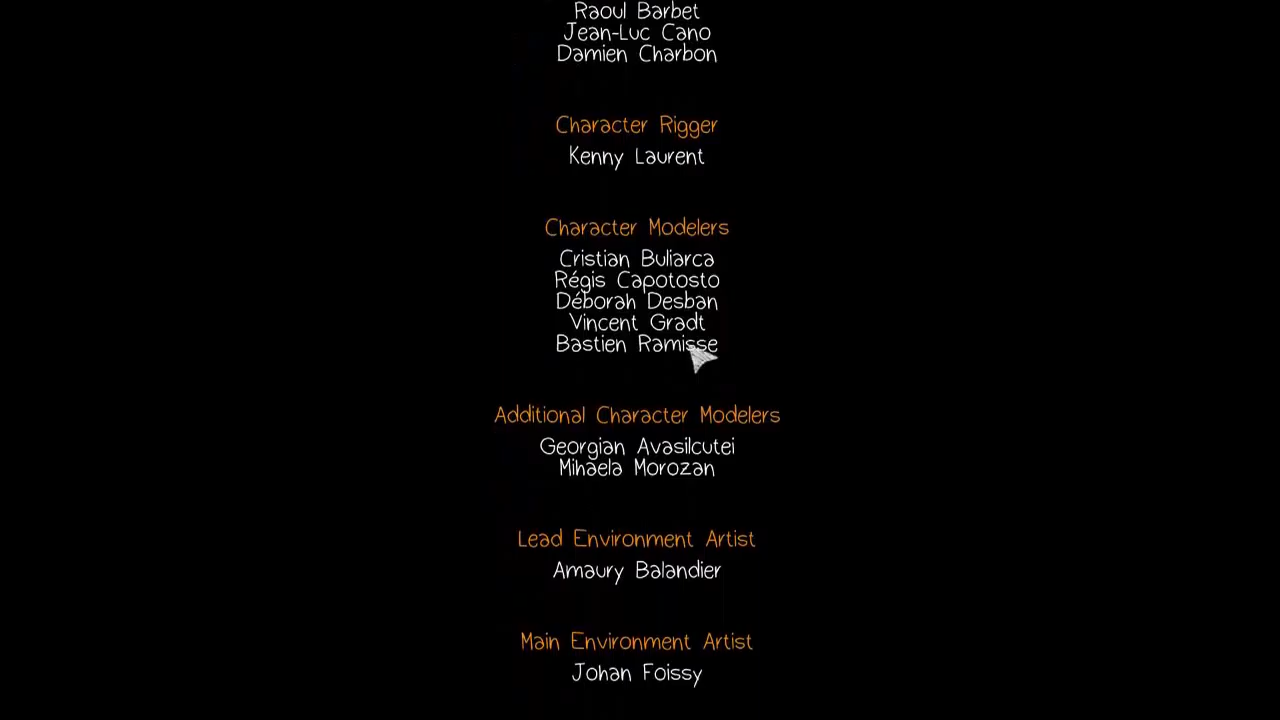 Raoul Barbet
Jean-Luc Cano
Damien Charbon
Character Rigger
Kenny Laurent
Character Modelers
Cristian Buliarca
Régis Capotosto
Déborah Desban
Vincent Gradt
Bastien Ramisse
Additional Character Modelers
Georgian Avasilcutei
Mihaela Morozan
Lead Environment Artist
Amaury Balandier
Main Environment Artist
Johan Foissy